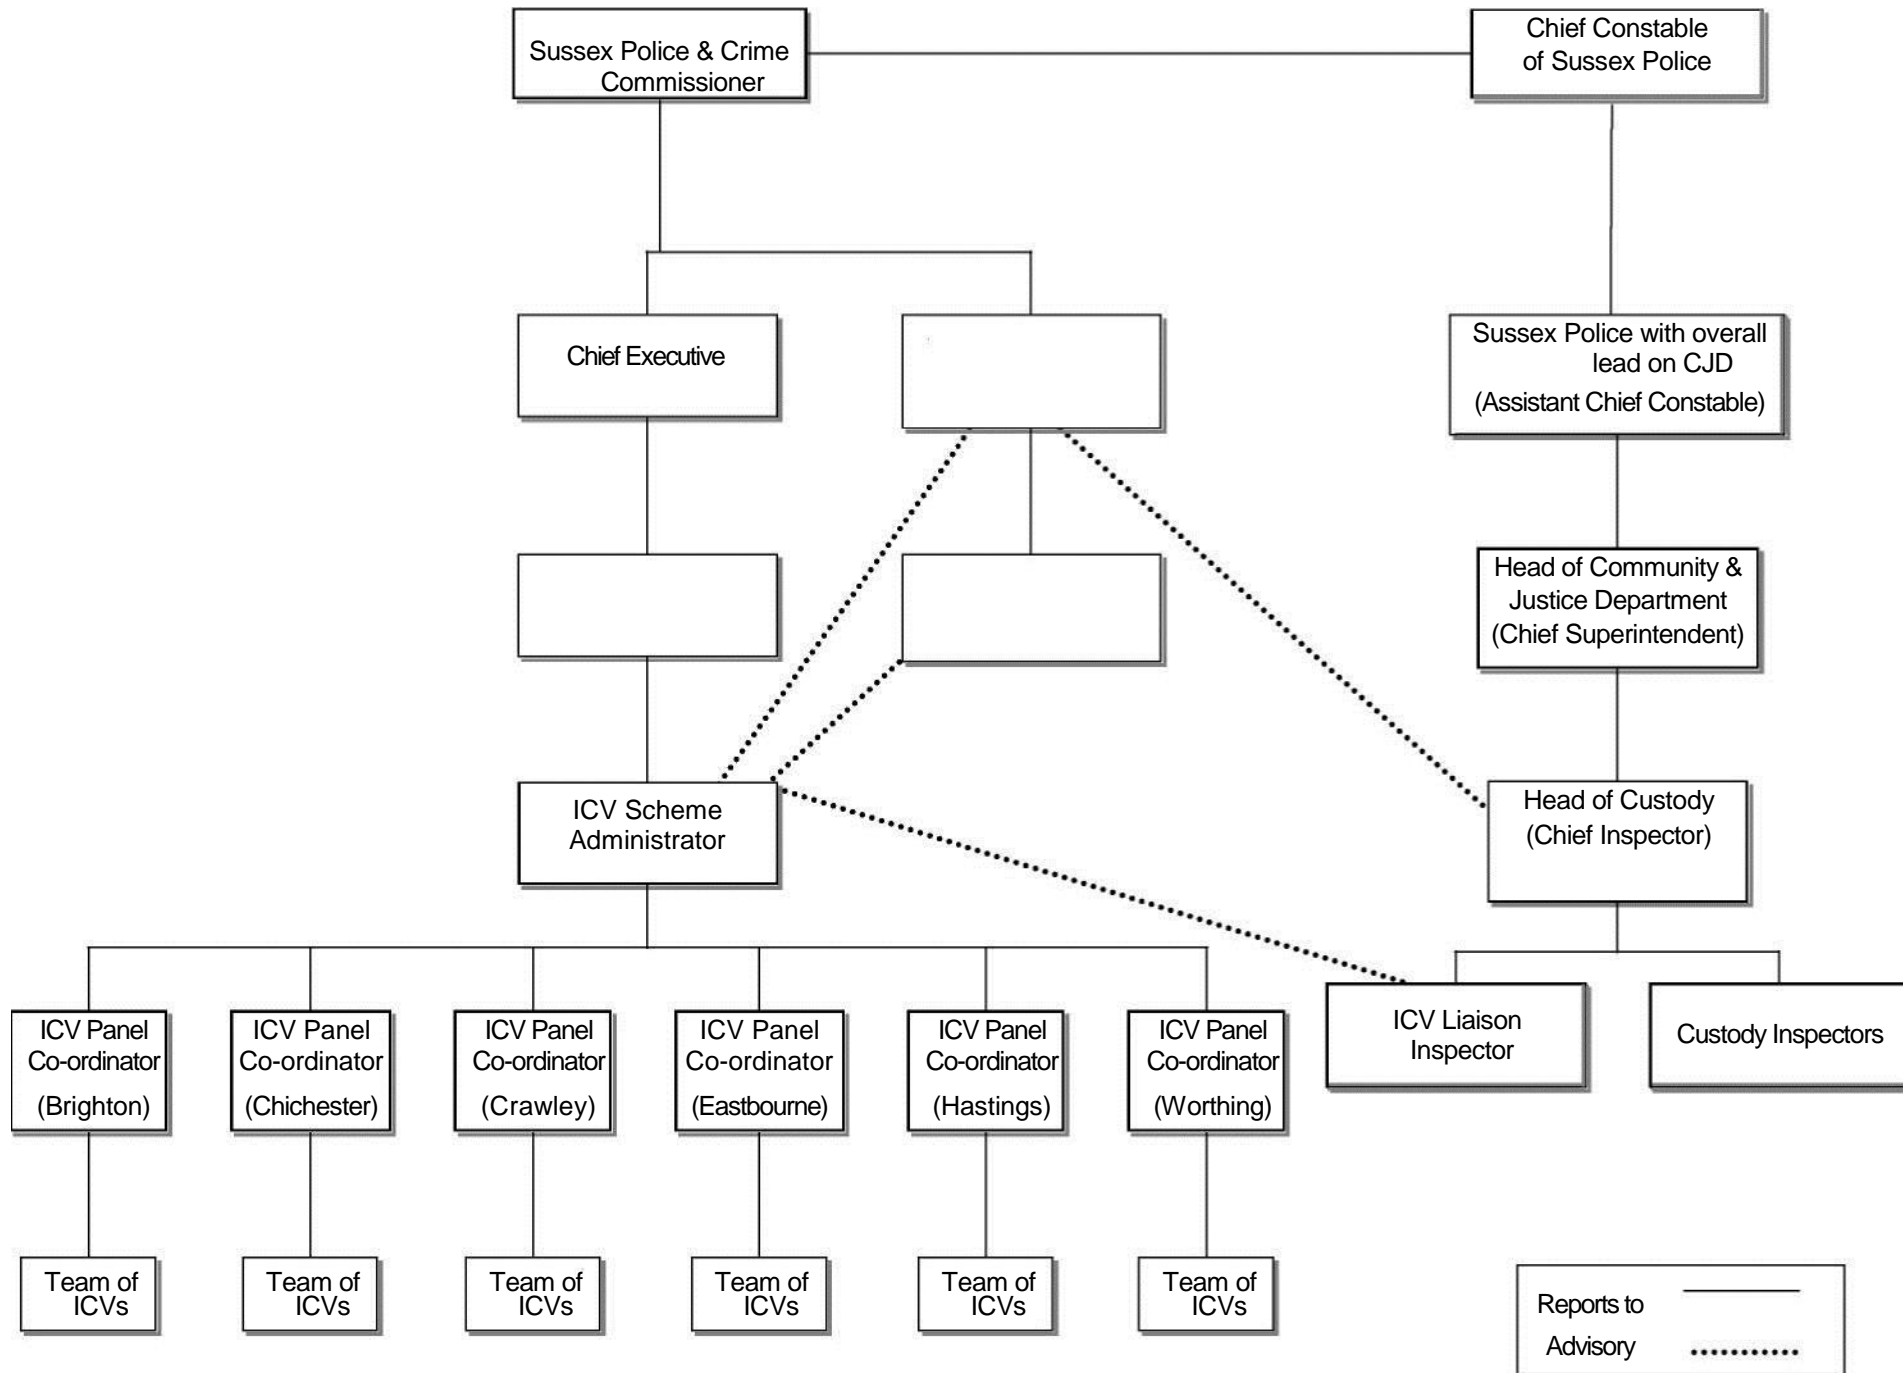 Sussex Police & Crime
Commissioner
Chief Constable
of Sussex Police
Chief Executive
Sussex Police with overall
lead on CJD
(Assistant Chief Constable)
Head of Community &
Justice Department
(Chief Superintendent)
ICV Scheme
Administrator
Head of Custody
(Chief Inspector)
ICV Panel
Co-ordinator
(Brighton)
ICV Panel
Co-ordinator
(Chichester)
ICV Panel
Co-ordinator
(Crawley)
ICV Panel
Co-ordinator
(Eastbourne)
ICV Panel
Co-ordinator
(Hastings)
ICV Panel
Co-ordinator
(Worthing)
ICV Liaison
Inspector
Custody Inspectors
Team of
ICVs
Team of
ICVs
Team of
ICVs
Team of
ICVs
Team of
ICVs
Team of
ICVs
Reports to
Advisory